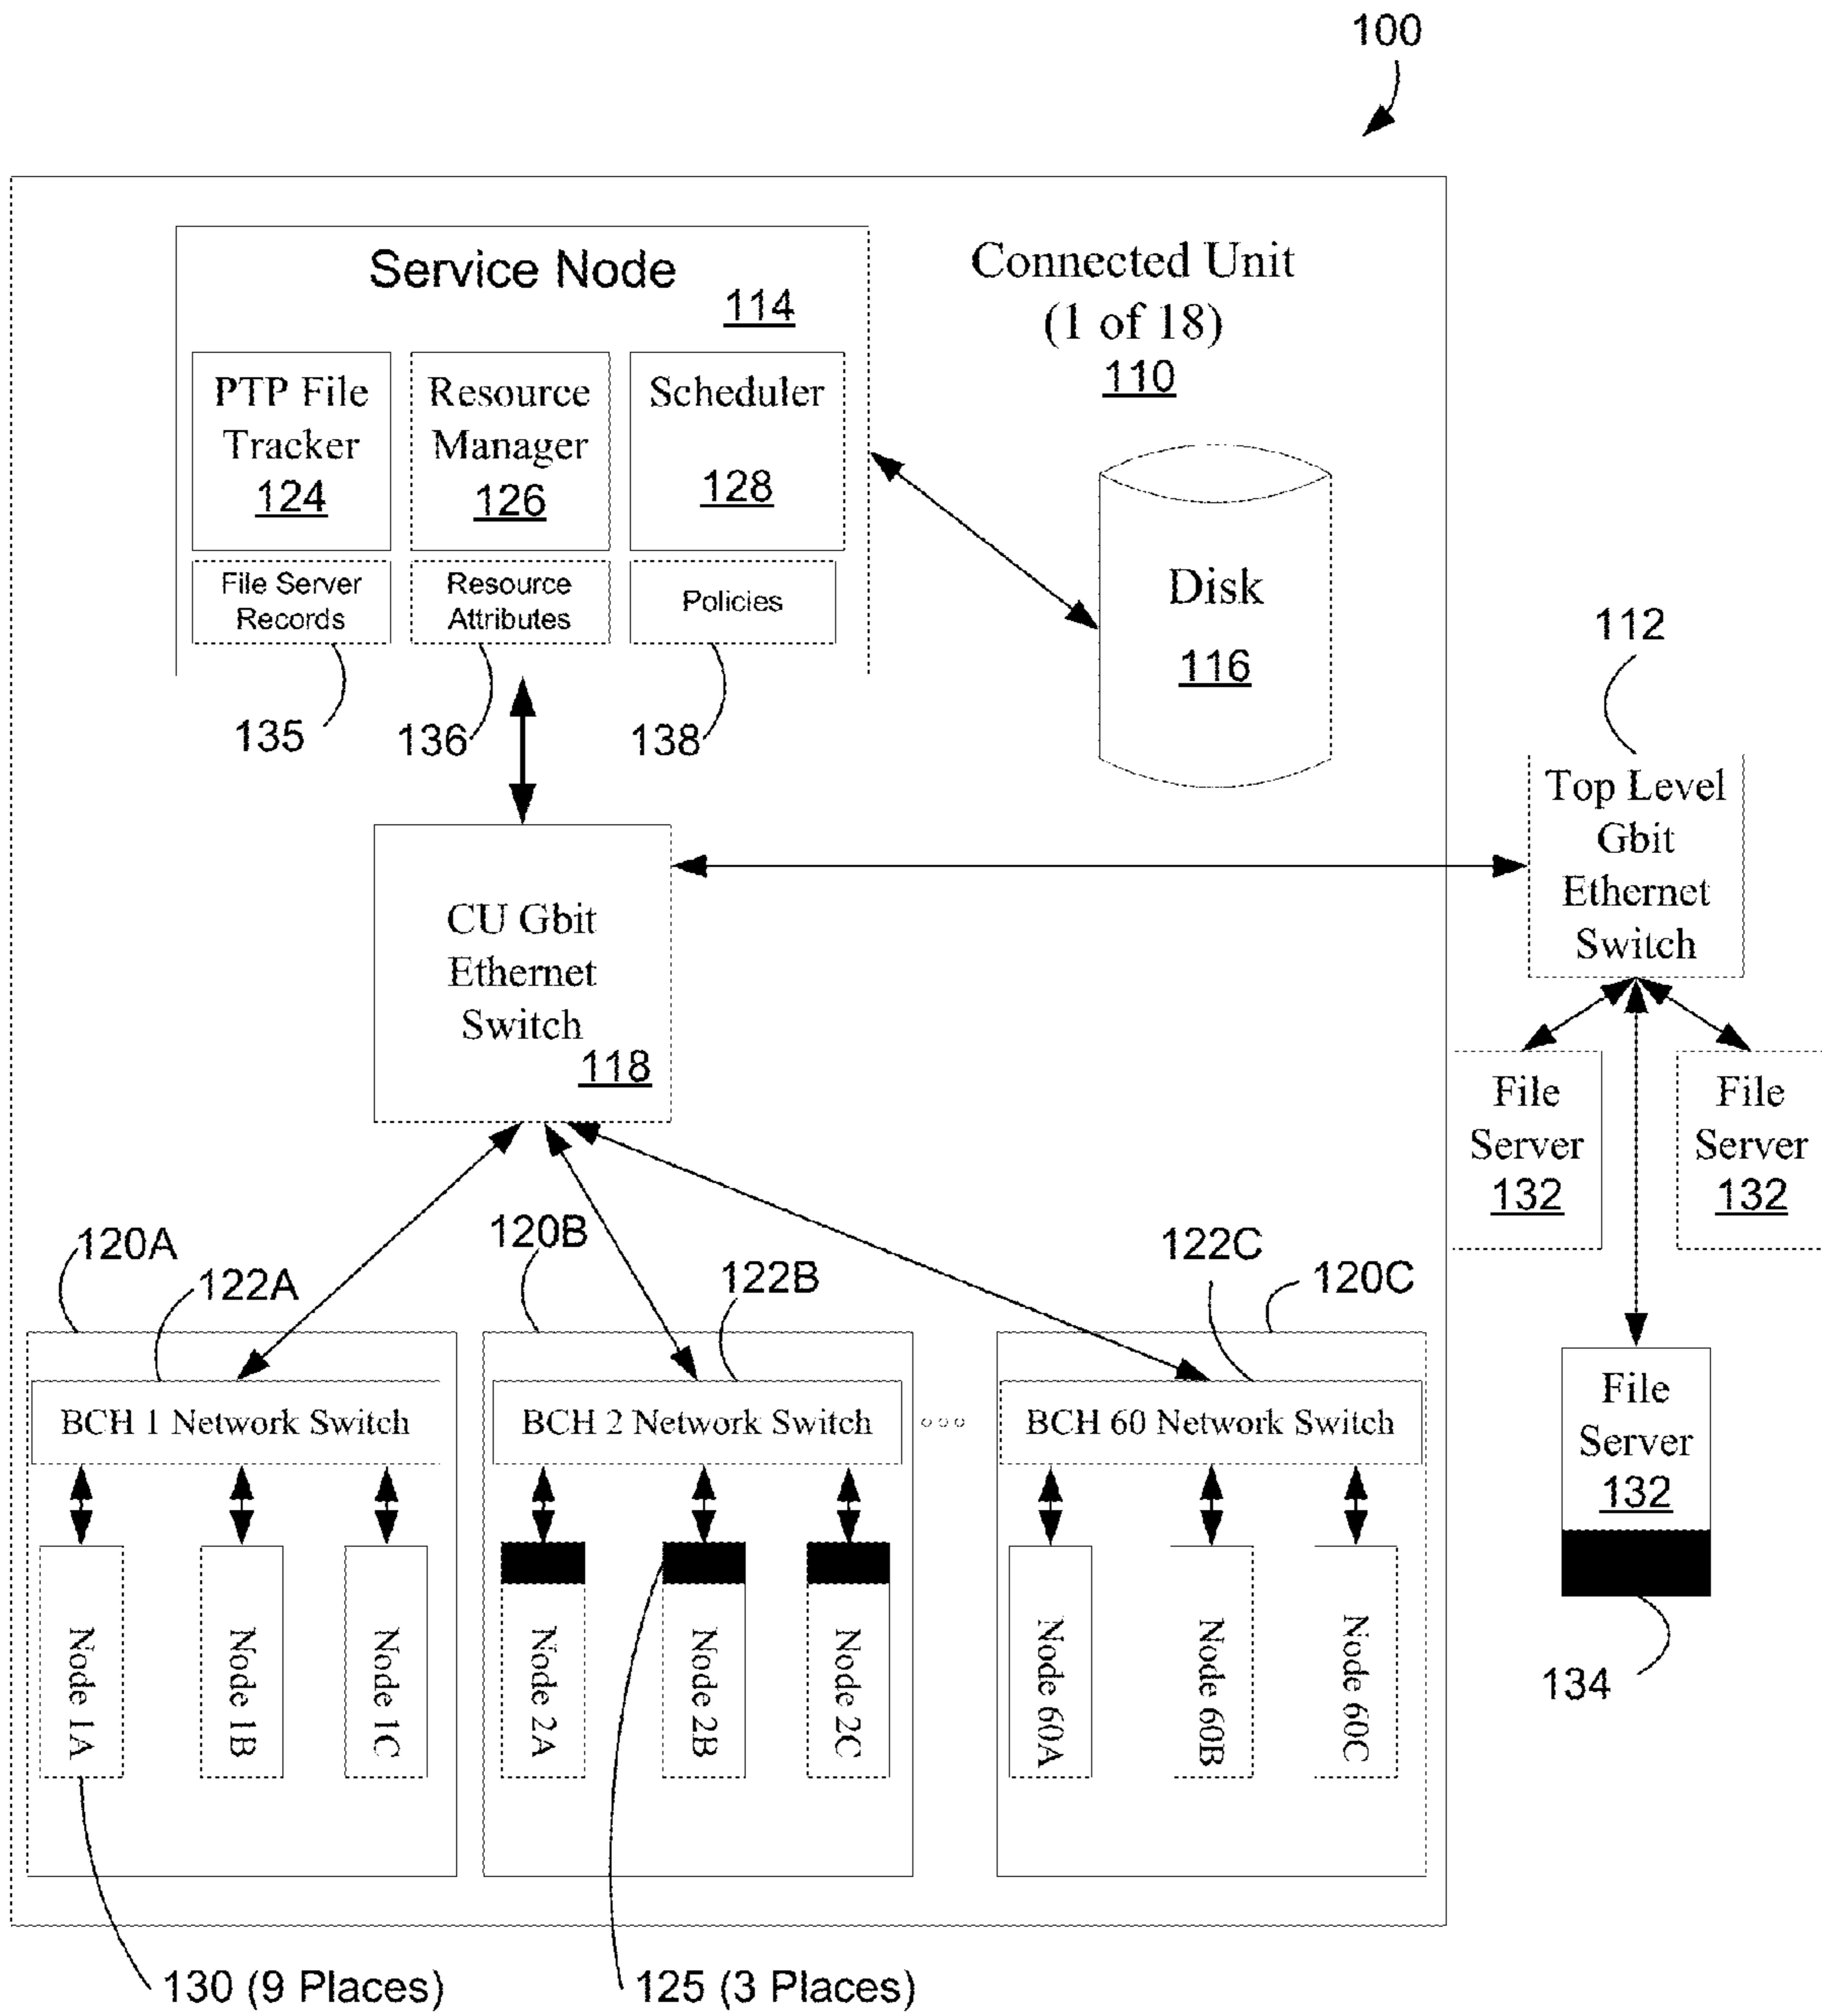 100
Service Node
114
Connected Unit
(1 of 18)
110
PTP File
Tracker
124
Resource
Manager
126
Scheduler
128
File Server
Records
Resource
Attributes
Policies
135
136
138
Disk
116
112
Top Level
Gbit
Ethernet
Switch
CU Gbit
Ethernet
Switch
118
File
Server
132
File
Server
132
File
Server
132
134
120A
122A
120B
122B
122C
120C
BCH 1 Network Switch
BCH 2 Network Switch
BCH 60 Network Switch
Node 1A
Node 1B
Node 1C
Node 2A
Node 2B
Node 2C
Node 60A
Node 60B
Node 60C
130 (9 Places)
125 (3 Places)